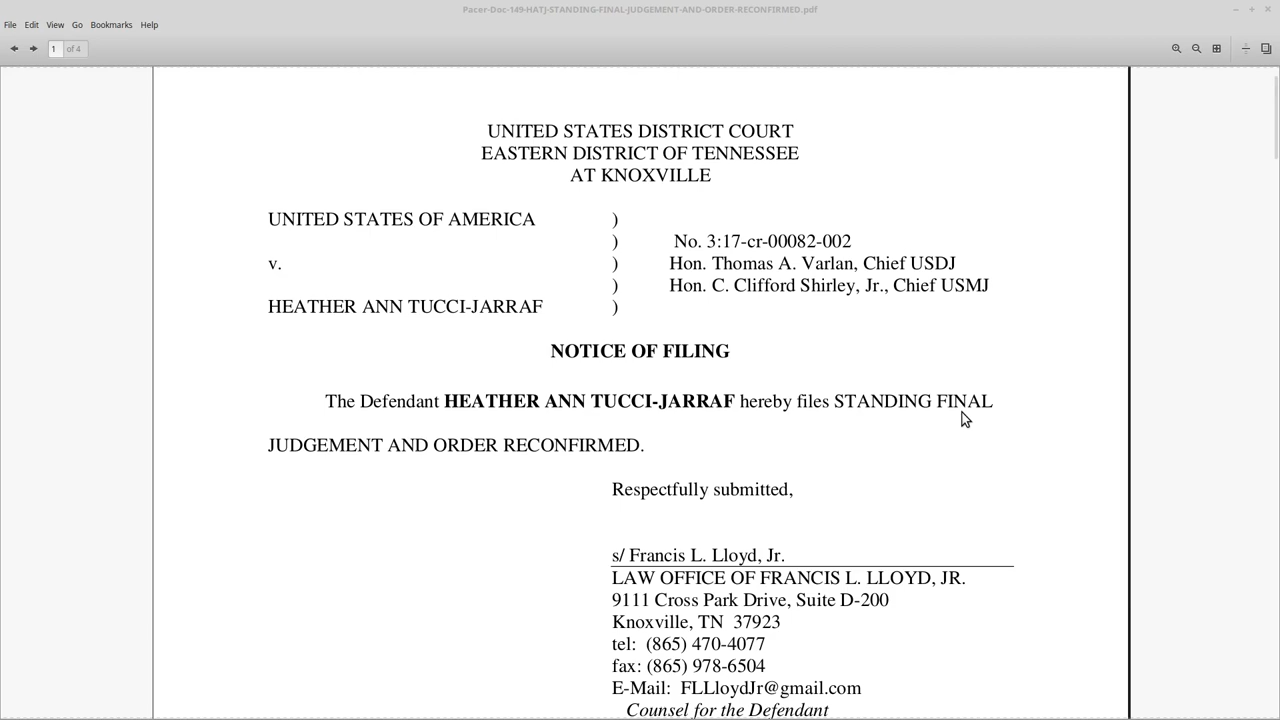 Pacer-Doc-149-HATJ-STANDING-FINAL-JUDGEMENT-AND-ORDER-RECONFIRMED.pdf
File Edit View Go Bookmarks Help
1 of 4
UNITED STATES DISTRICT COURT
EASTERN DISTRICT OF TENNESSEE
AT KNOXVILLE
UNITED STATES OF AMERICA )
) No. 3:17-cr-00082-002
v. ) Hon. Thomas A. Varlan, Chief USDJ
) Hon. C. Clifford Shirley, Jr., Chief USMJ
HEATHER ANN TUCCI-JARRAF )
NOTICE OF FILING
The Defendant HEATHER ANN TUCCI-JARRAF hereby files STANDING FINAL
JUDGEMENT AND ORDER RECONFIRMED.
Respectfully submitted,
s/ Francis L. Lloyd, Jr.
LAW OFFICE OF FRANCIS L. LLOYD, JR.
9111 Cross Park Drive, Suite D-200
Knoxville, TN 37923
tel: (865) 470-4077
fax: (865) 978-6504
E-Mail: FLLloydJr@gmail.com
Counsel for the Defendant